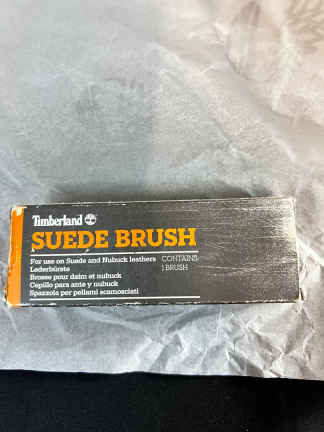 Timberland
SUEDE BRUSH
For use on Suede and Nubuck leathers
Lederbürste
Brosse pour daim et nubuck
Cepillo para ante y nubuck
Spazzola per pellami scamosciati
CONTAINS
1 BRUSH